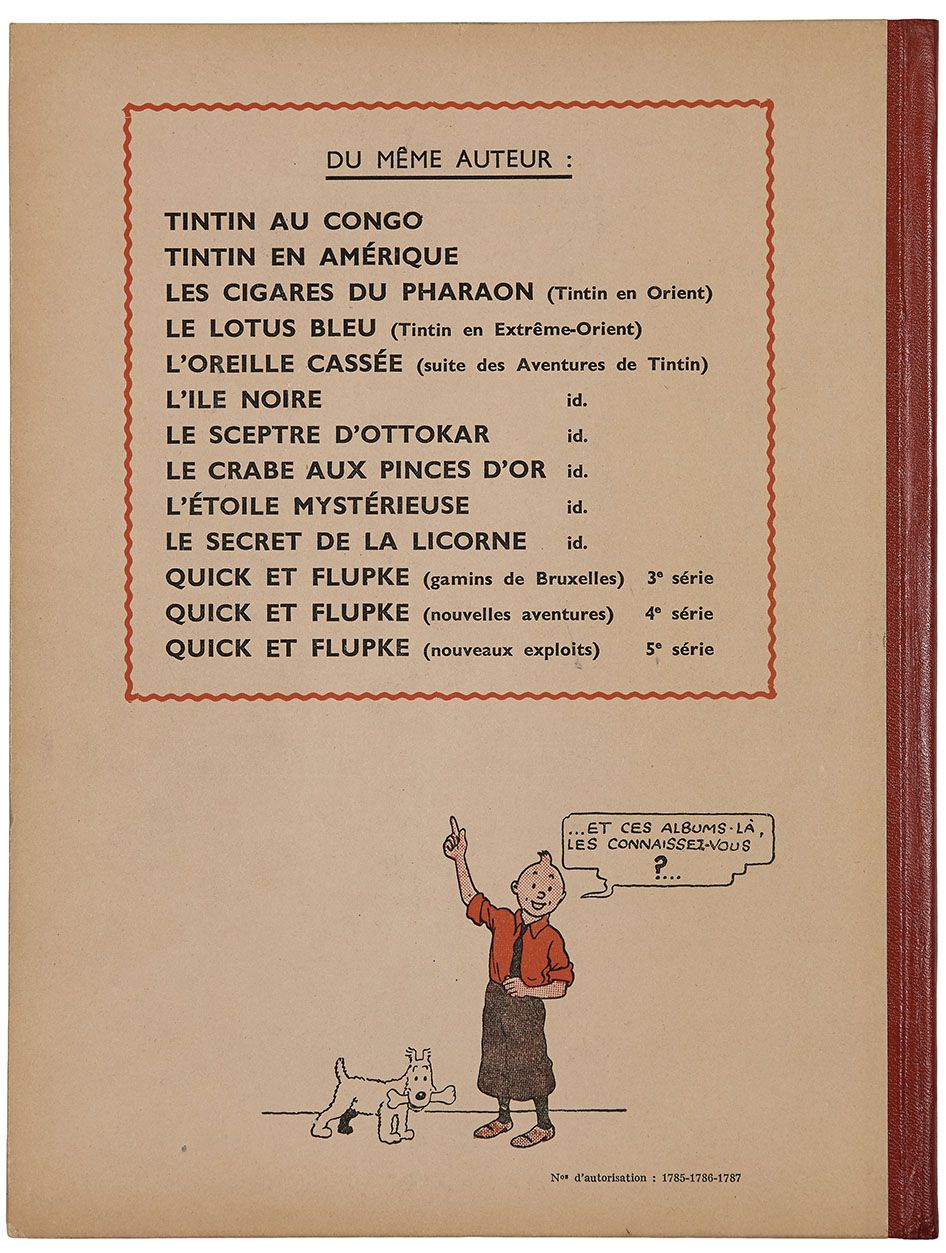 DU MÊME AUTEUR :
TINTIN AU CONGO
TINTIN EN AMÉRIQUE
LES CIGARES DU PHARAON (Tintin en Orient)
LE LOTUS BLEU (Tintin en Extrême-Orient)
L'OREILLE CASSÉE (suite des Aventures de Tintin)
L'ILE NOIRE id.
LE SCEPTRE D'OTTOKAR id.
LE CRABE AUX PINCES D'OR id.
L'ÉTOILE MYSTÉRIEUSE id.
LE SECRET DE LA LICORNE id.
QUICK ET FLUPKE (gamins de Bruxelles) 3e série
QUICK ET FLUPKE (nouvelles aventures) 4e série
QUICK ET FLUPKE (nouveaux exploits) 5e série
...ET CES ALBUMS-LÀ,
LES CONNAISSEZ-VOUS
?...
Nos d'autorisation : 1785-1786-1787